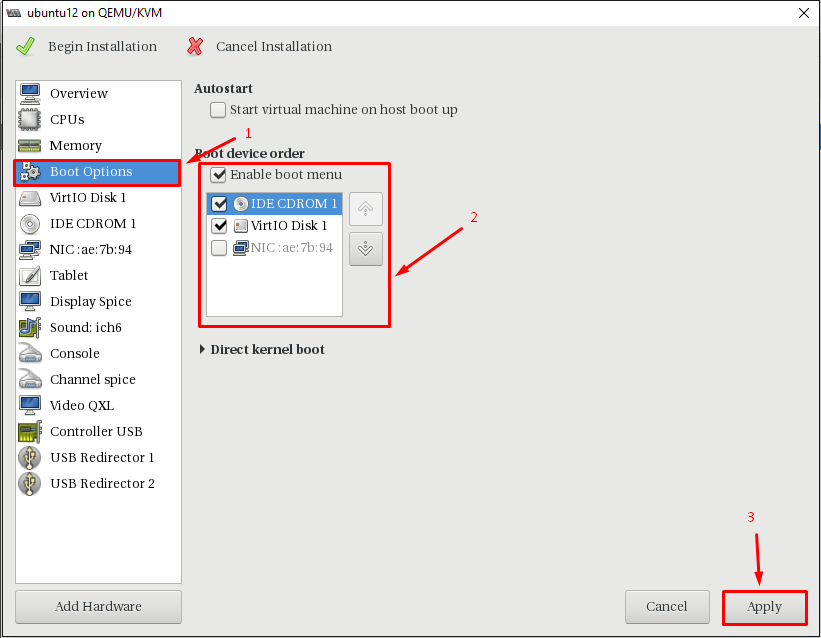 ubuntu12 on QEMU/KVM
Begin Installation
Cancel Installation
Overview
CPUs
Memory
Boot Options
VirtIO Disk 1
IDE CDROM 1
NIC :ae:7b:94
Tablet
Display Spice
Sound: ich6
Console
Channel spice
Video QXL
Controller USB
USB Redirector 1
USB Redirector 2
Add Hardware
Autostart
Start virtual machine on host boot up
1
Boot device order
Enable boot menu
IDE CDROM 1
VirtIO Disk 1
NIC :ae:7b:94
2
Direct kernel boot
3
Cancel
Apply